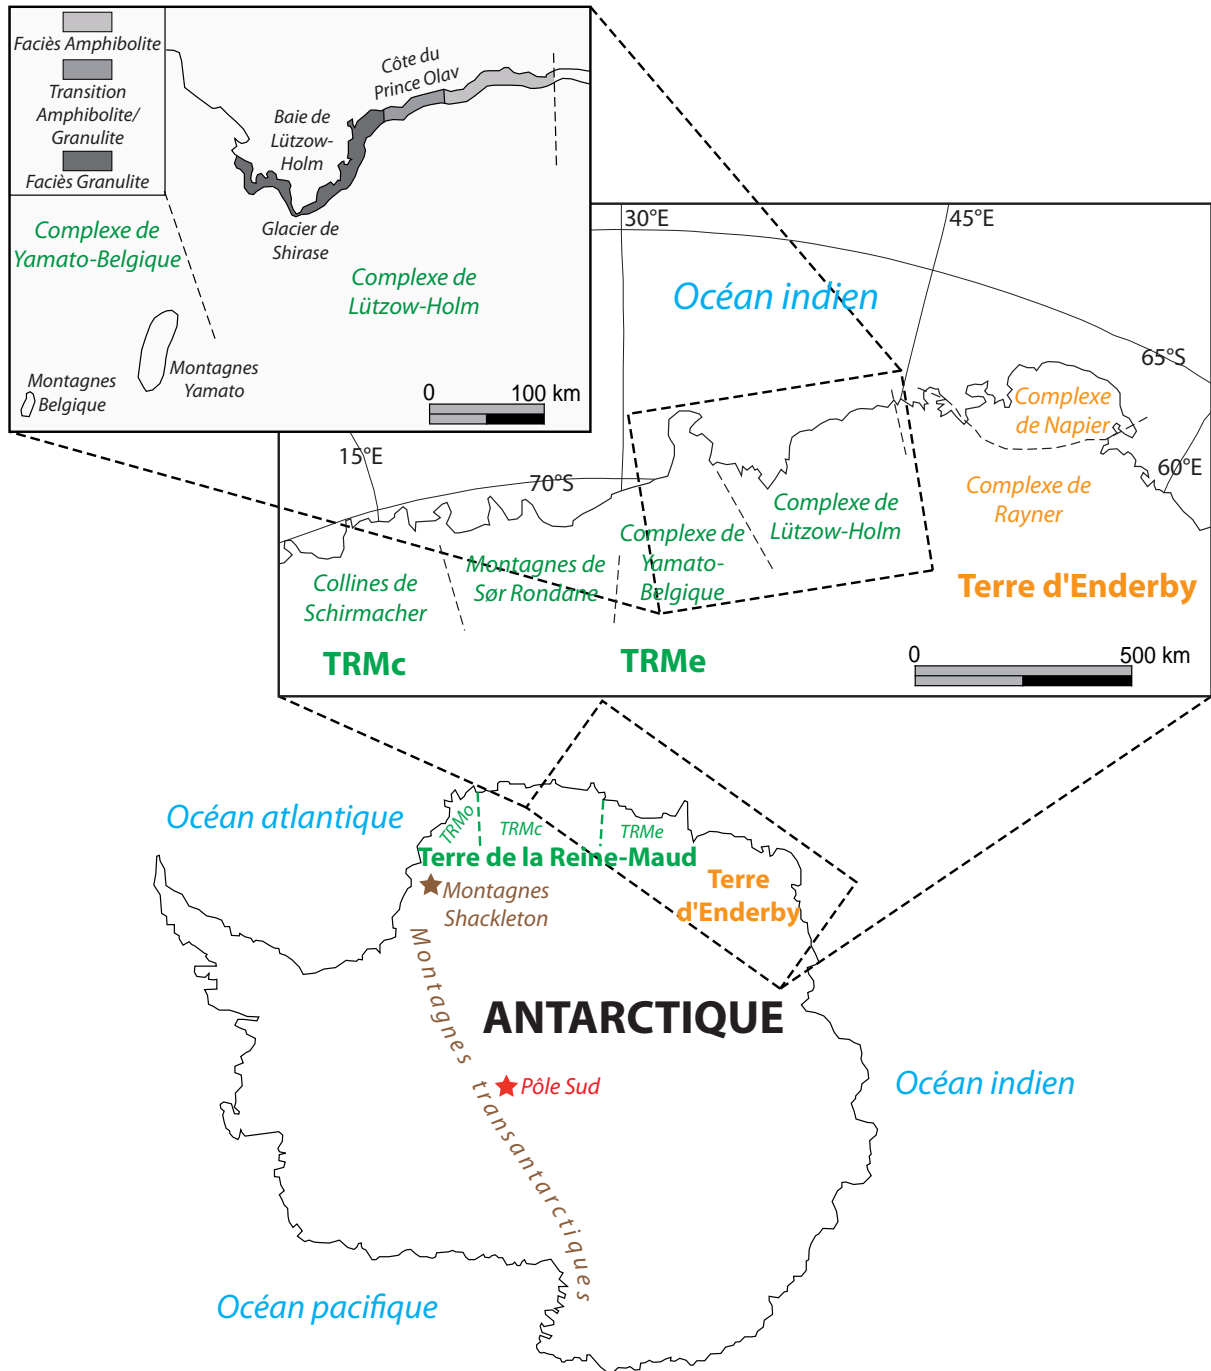 Faciès Amphibolite
Transition
Amphibolite/
Granulite
Faciès Granulite
Côte du
Prince Olav
Baie de
Lützow-
Holm
Glacier de
Shirase
Complexe de
Yamato-Belgique
Complexe de
Lützow-Holm
Montagnes
Yamato
Montagnes
Belgique
0 100 km
30°E
45°E
Océan indien
65°S
Complexe
de Napier
15°E
70°S
60°E
Complexe de
Rayner
Complexe de
Lützow-Holm
Complexe de
Yamato-
Belgique
Montagnes de
Sør Rondane
Collines de
Schirmacher
Terre d'Enderby
TRMc
TRMe
0 500 km
Océan atlantique
TRMo
TRMc
TRMe
Terre de la Reine-Maud
Terre
d'Enderby
Montagnes
Shackleton
Montagnes transantarctiques
ANTARCTIQUE
Pôle Sud
Océan indien
Océan pacifique